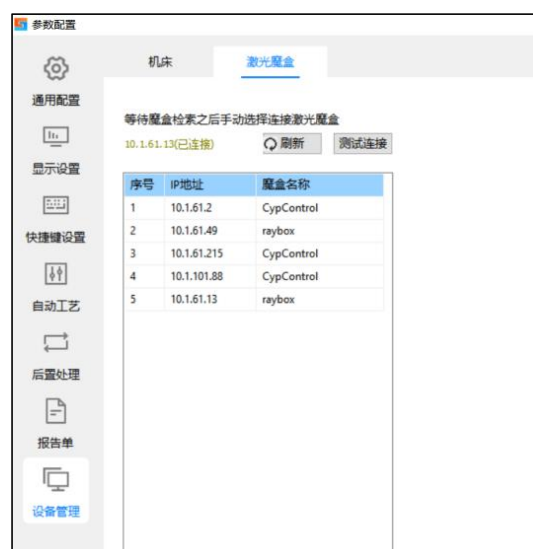 参数配置
机床
激光魔盒
通用配置
显示设置
快捷键设置
自动工艺
后置处理
报告单
设备管理
等待魔盒检索之后手动选择连接激光魔盒
10.1.61.13(已连接)
刷新
测试连接
序号 IP地址 魔盒名称
1 10.1.61.2 CypControl
2 10.1.61.49 raybox
3 10.1.61.215 CypControl
4 10.1.101.88 CypControl
5 10.1.61.13 raybox